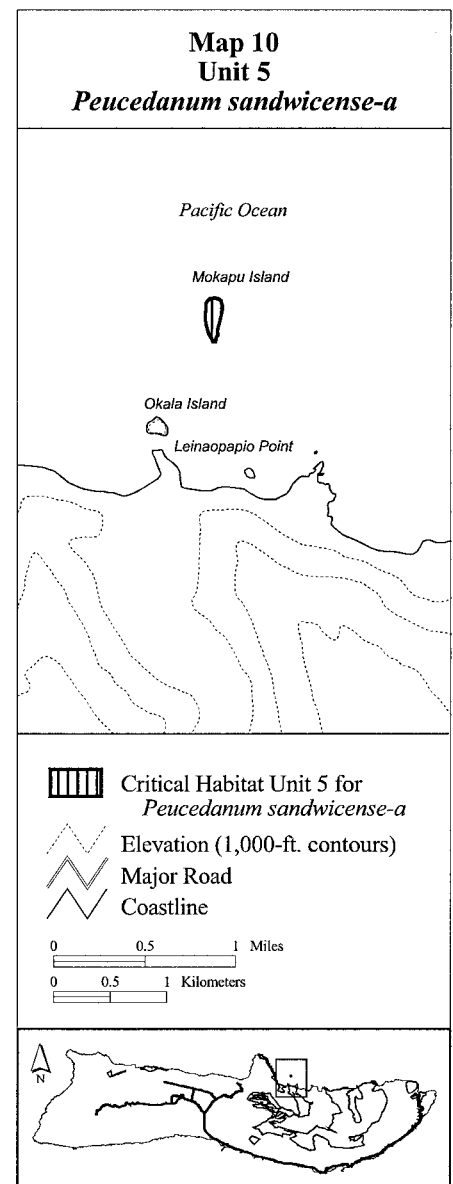 Map 10
Unit 5
Peucedanum sandwicense-a
Pacific Ocean
Mokapu Island
Okala Island
Leinaopapio Point
Critical Habitat Unit 5 for
Peucedanum sandwicense-a
Elevation (1,000-ft. contours)
Major Road
Coastline
0 0.5 1 Miles
0 0.5 1 Kilometers
N